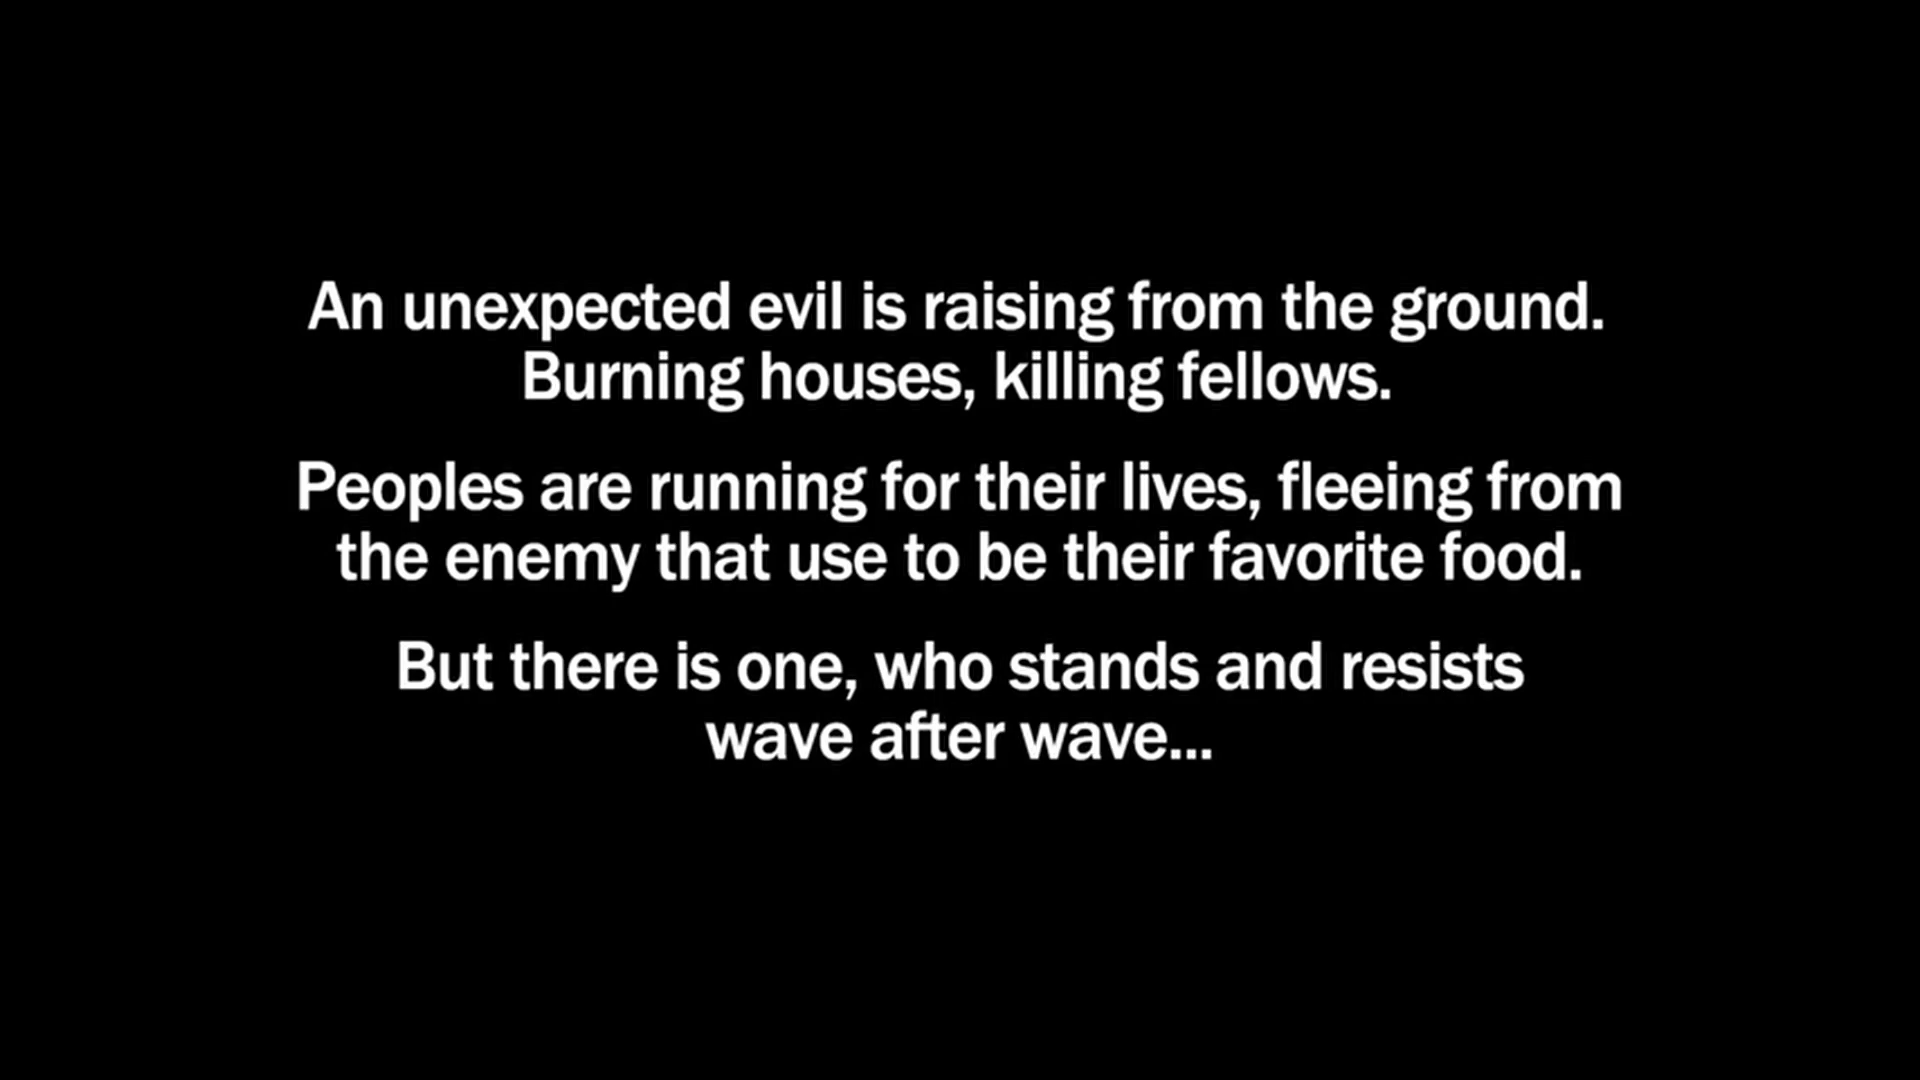 An unexpected evil is raising from the ground.
Burning houses, killing fellows.
Peoples are running for their lives, fleeing from
the enemy that use to be their favorite food.
But there is one, who stands and resists
wave after wave...